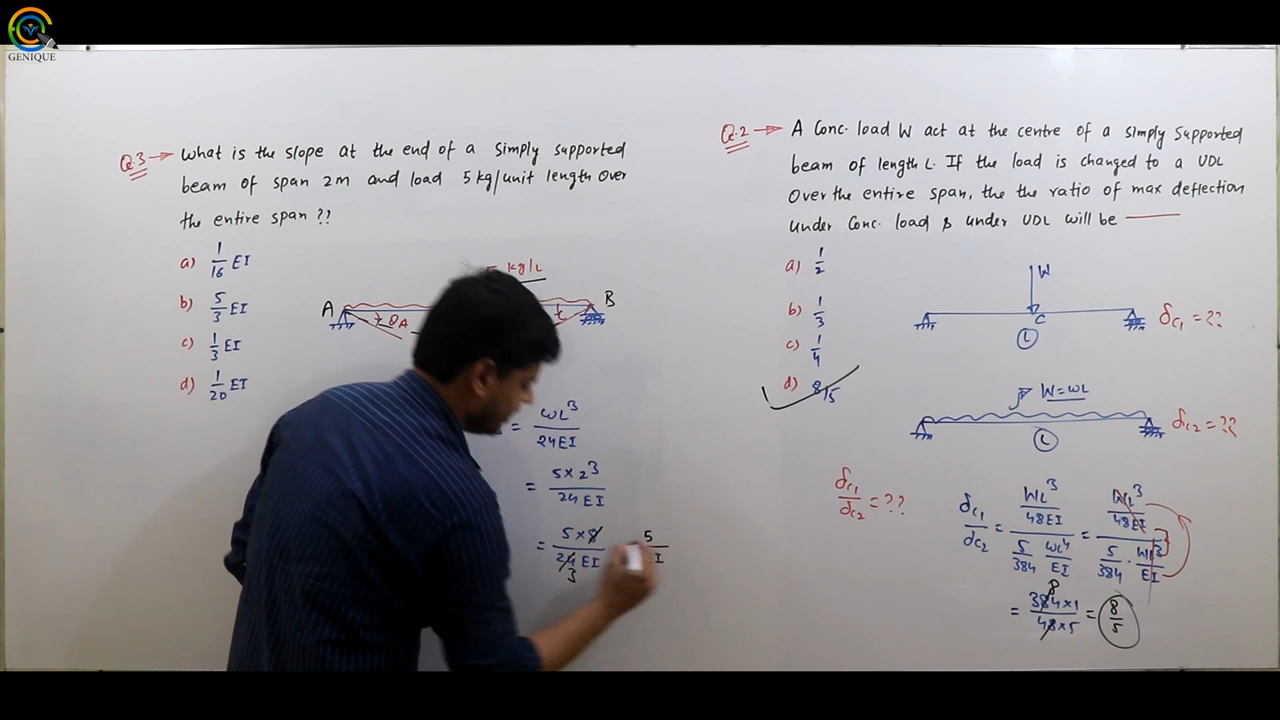 GENIQUE
Q.3 → What is the slope at the end of a simply supported
beam of span 2m and load 5 kg/unit length over
the entire span ??
a) 1/16 EI
b) 5/3 EI
c) 1/3 EI
d) 1/20 EI
kg/L
A
B
θA
= wL³/24EI
= 5×2³/24EI
= 5×8/24EI
3
5
I
Q.2 → A Conc. load W act at the centre of a simply supported
beam of length L. If the load is changed to a UDL
Over the entire span, the the ratio of max deflection
under Conc. load & under UDL will be
a) 1/2
b) 1/3
c) 1/4
d) 8/5
W
C
L
δc1 = ??
W=wL
L
δc2 = ??
δc1/δc2 = ??
δc1/δc2 = WL³/48EI / 5/384 wL⁴/EI = WL³/48EI / 5/384 · WL³/EI
8
= 384×1/48×5 = 8/5